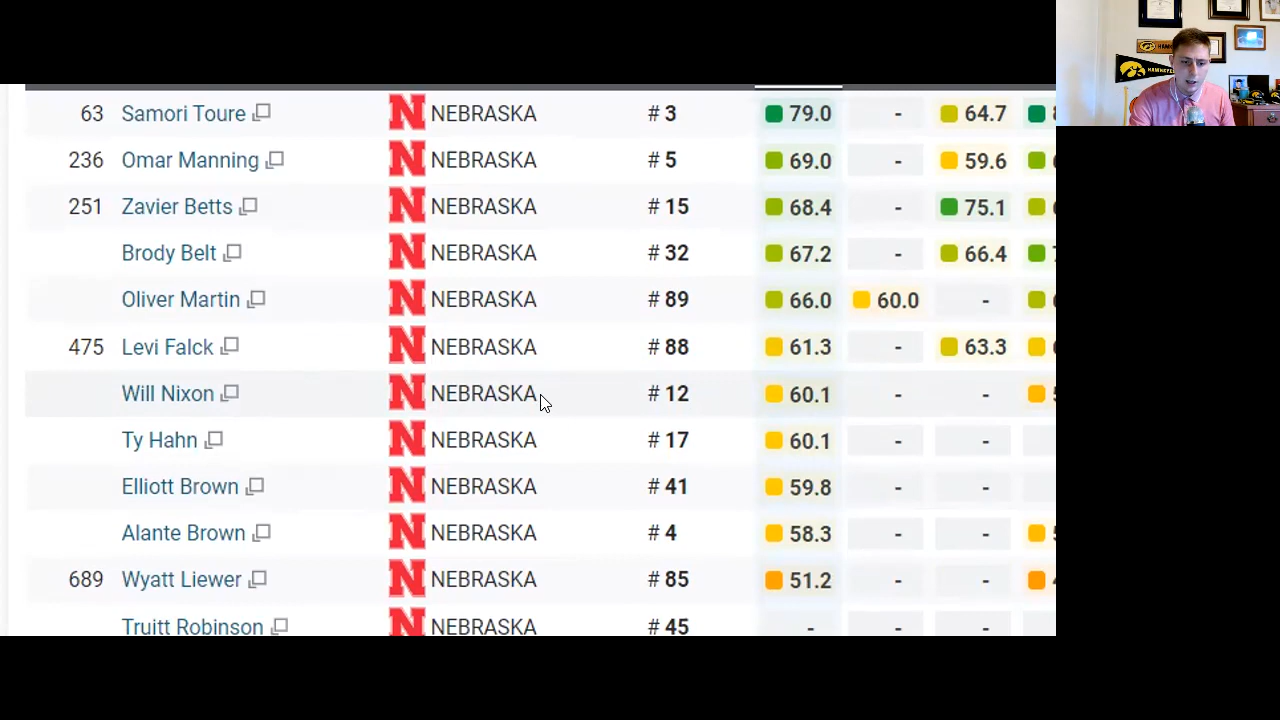 63 Samori Toure N NEBRASKA # 3 79.0 - 64.7
236 Omar Manning N NEBRASKA # 5 69.0 - 59.6
251 Zavier Betts N NEBRASKA # 15 68.4 - 75.1
Brody Belt N NEBRASKA # 32 67.2 - 66.4
Oliver Martin N NEBRASKA # 89 66.0 60.0 -
475 Levi Falck N NEBRASKA # 88 61.3 - 63.3
Will Nixon N NEBRASKA # 12 60.1 - -
Ty Hahn N NEBRASKA # 17 60.1 - -
Elliott Brown N NEBRASKA # 41 59.8 - -
Alante Brown N NEBRASKA # 4 58.3 - -
689 Wyatt Liewer N NEBRASKA # 85 51.2 - -
Truitt Robinson N NEBRASKA # 45 - - -